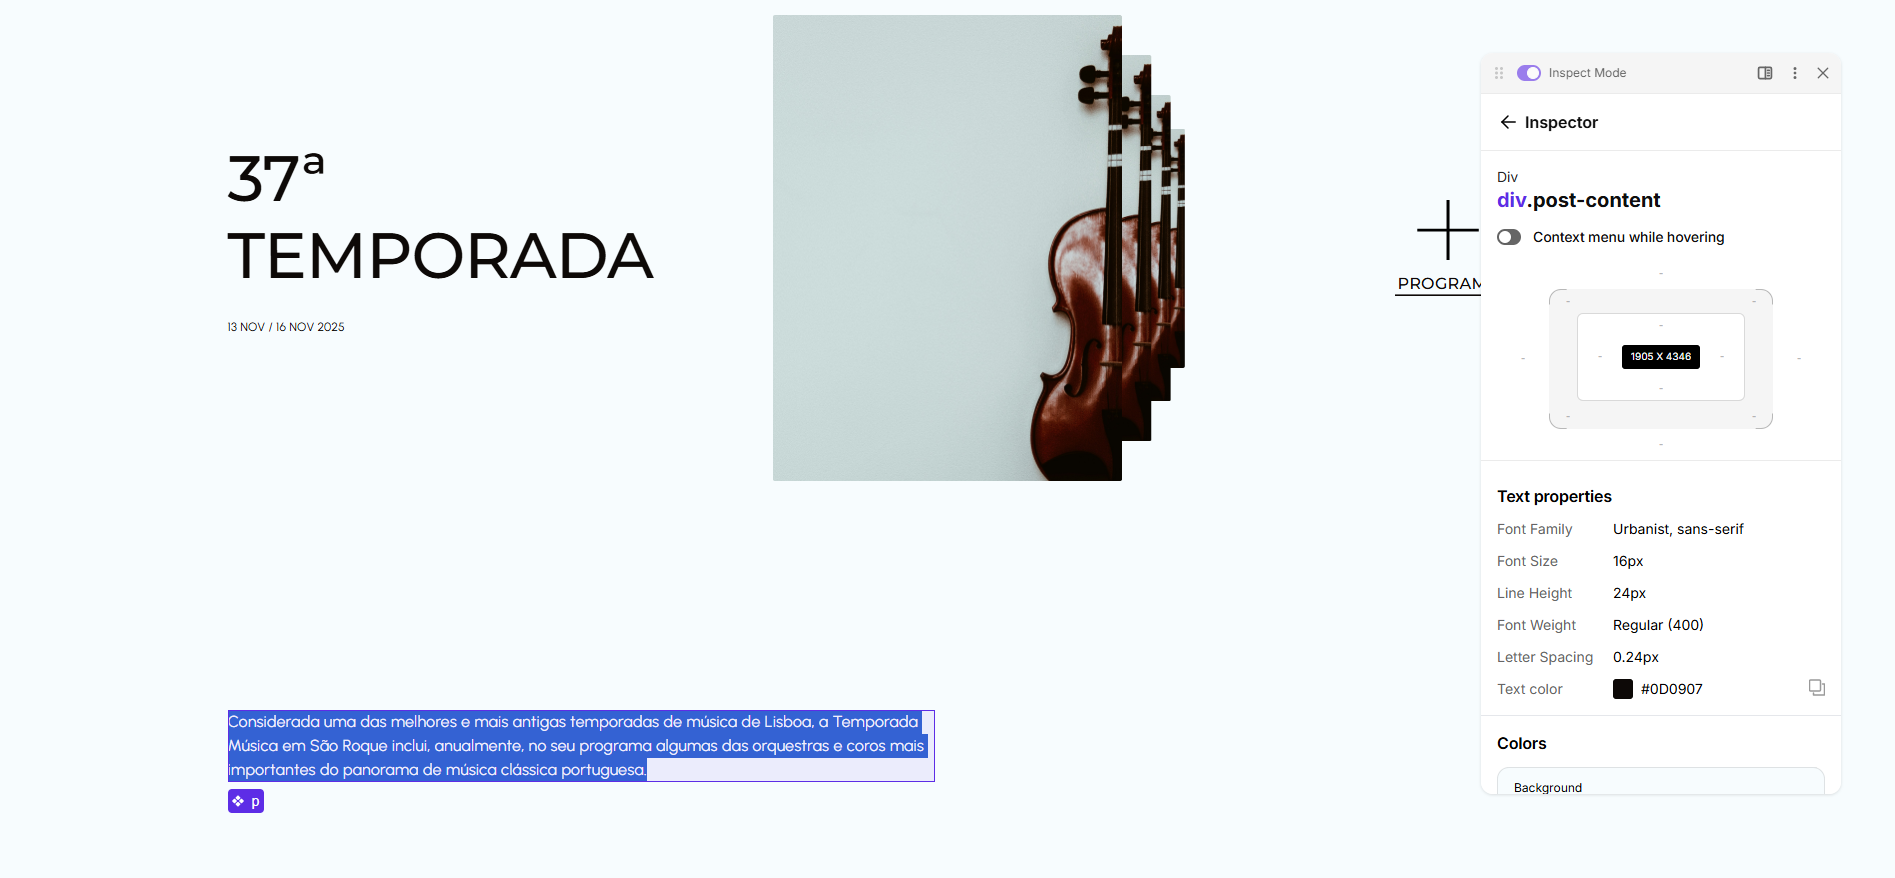 37ª
TEMPORADA
13 NOV / 16 NOV 2025
PROGRAM
Considerada uma das melhores e mais antigas temporadas de música de Lisboa, a Temporada
Música em São Roque inclui, anualmente, no seu programa algumas das orquestras e coros mais
importantes do panorama de música clássica portuguesa.
p
Inspect Mode
Inspector
Div
div.post-content
Context menu while hovering
-
- -
-
- - 1905 X 4346 - -
-
- -
-
Text properties
Font Family Urbanist, sans-serif
Font Size 16px
Line Height 24px
Font Weight Regular (400)
Letter Spacing 0.24px
Text color #0D0907
Colors
Background